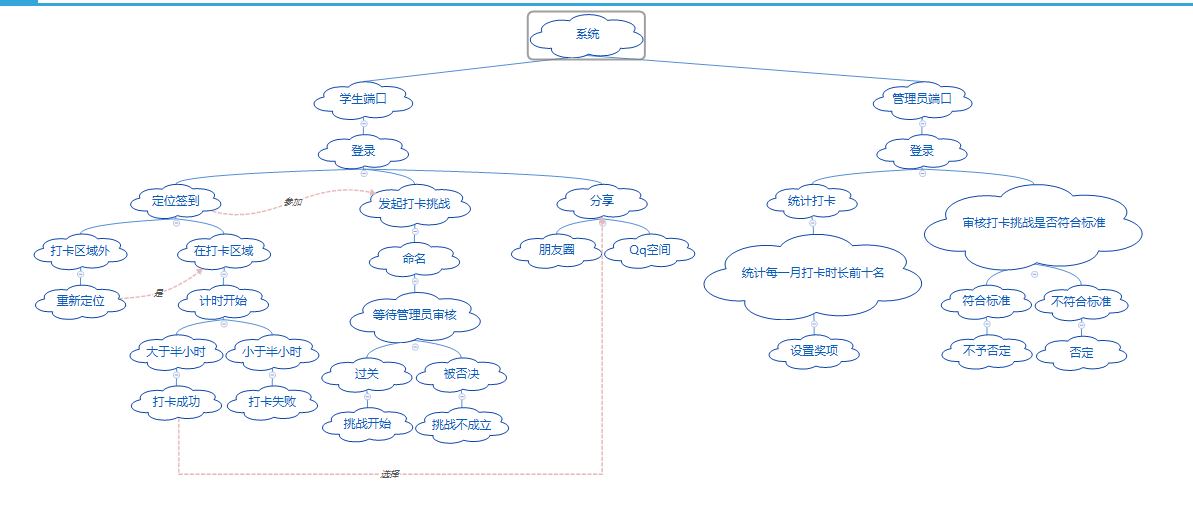 系统
学生端口
管理员端口
登录
登录
定位签到
参加
发起打卡挑战
分享
统计打卡
审核打卡挑战是否符合标准
打卡区域外
在打卡区域
命名
朋友圈
Qq空间
统计每一月打卡时长前十名
重新定位
是
计时开始
等待管理员审核
符合标准
不符合标准
大于半小时
小于半小时
过关
被否决
设置奖项
不予否定
否定
打卡成功
打卡失败
挑战开始
挑战不成立
选择